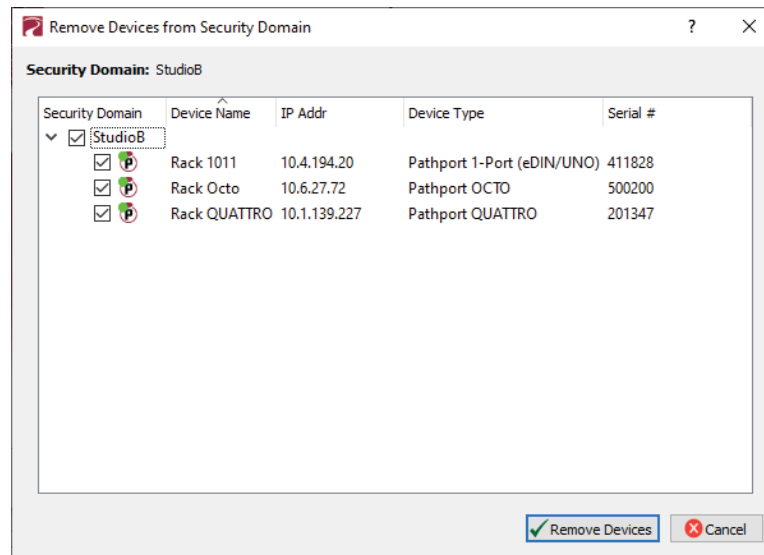 Remove Devices from Security Domain
Security Domain: StudioB
Security Domain Device Name IP Addr Device Type Serial #
StudioB
Rack 1011 10.4.194.20 Pathport 1-Port (eDIN/UNO) 411828
Rack Octo 10.6.27.72 Pathport OCTO 500200
Rack QUATTRO 10.1.139.227 Pathport QUATTRO 201347
Remove Devices Cancel